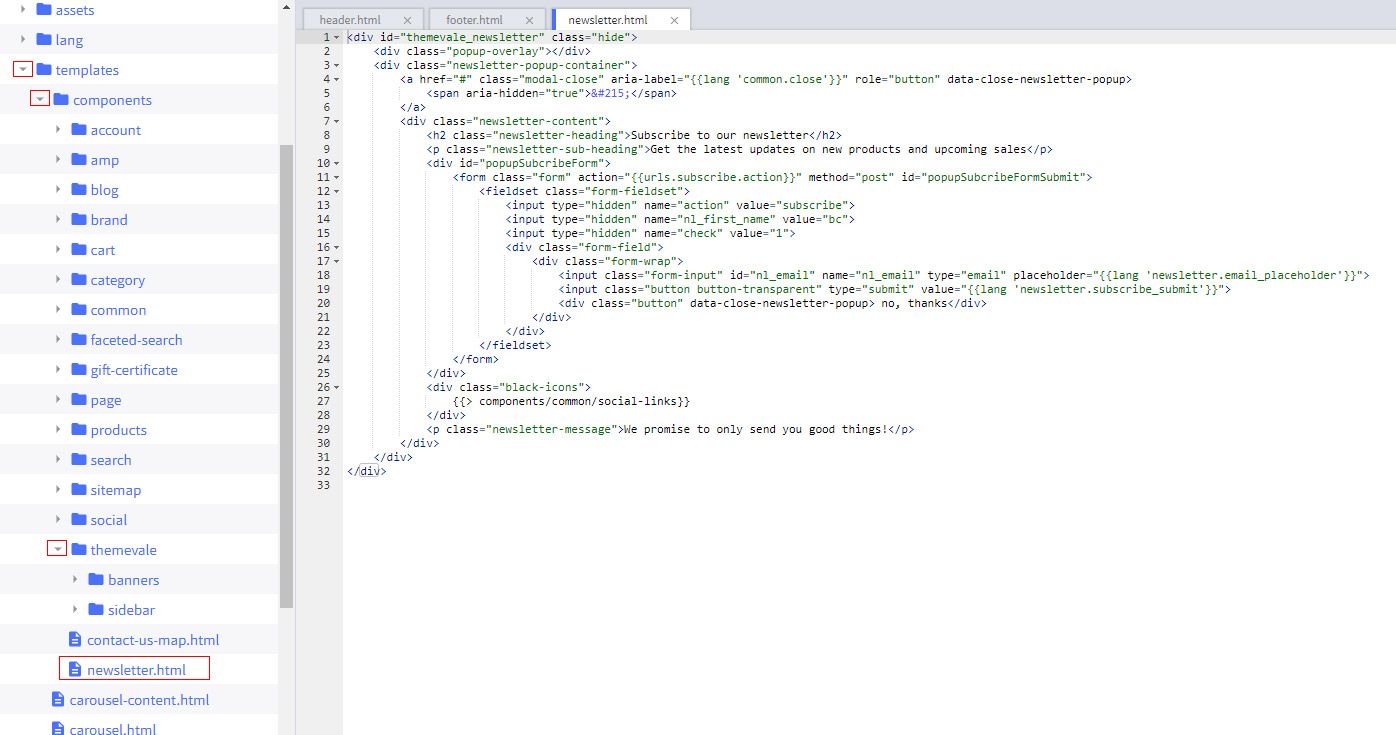 assets
lang
templates
components
account
amp
blog
brand
cart
category
common
faceted-search
gift-certificate
page
products
search
sitemap
social
themevale
banners
sidebar
contact-us-map.html
newsletter.html
carousel-content.html
carousel.html
header.html × footer.html × newsletter.html ×
1 <div id="themevale_newsletter" class="hide">
2 <div class="popup-overlay"></div>
3 <div class="newsletter-popup-container">
4 <a href="#" class="modal-close" aria-label="{{lang 'common.close'}}" role="button" data-close-newsletter-popup>
5 <span aria-hidden="true">&#215;</span>
6 </a>
7 <div class="newsletter-content">
8 <h2 class="newsletter-heading">Subscribe to our newsletter</h2>
9 <p class="newsletter-sub-heading">Get the latest updates on new products and upcoming sales</p>
10 <div id="popupSubcribeForm">
11 <form class="form" action="{{urls.subscribe.action}}" method="post" id="popupSubcribeFormSubmit">
12 <fieldset class="form-fieldset">
13 <input type="hidden" name="action" value="subscribe">
14 <input type="hidden" name="nl_first_name" value="bc">
15 <input type="hidden" name="check" value="1">
16 <div class="form-field">
17 <div class="form-wrap">
18 <input class="form-input" id="nl_email" name="nl_email" type="email" placeholder="{{lang 'newsletter.email_placeholder'}}">
19 <input class="button button-transparent" type="submit" value="{{lang 'newsletter.subscribe_submit'}}">
20 <div class="button" data-close-newsletter-popup> no, thanks</div>
21 </div>
22 </div>
23 </fieldset>
24 </form>
25 </div>
26 <div class="black-icons">
27 {{> components/common/social-links}}
28 </div>
29 <p class="newsletter-message">We promise to only send you good things!</p>
30 </div>
31 </div>
32 </div>
33